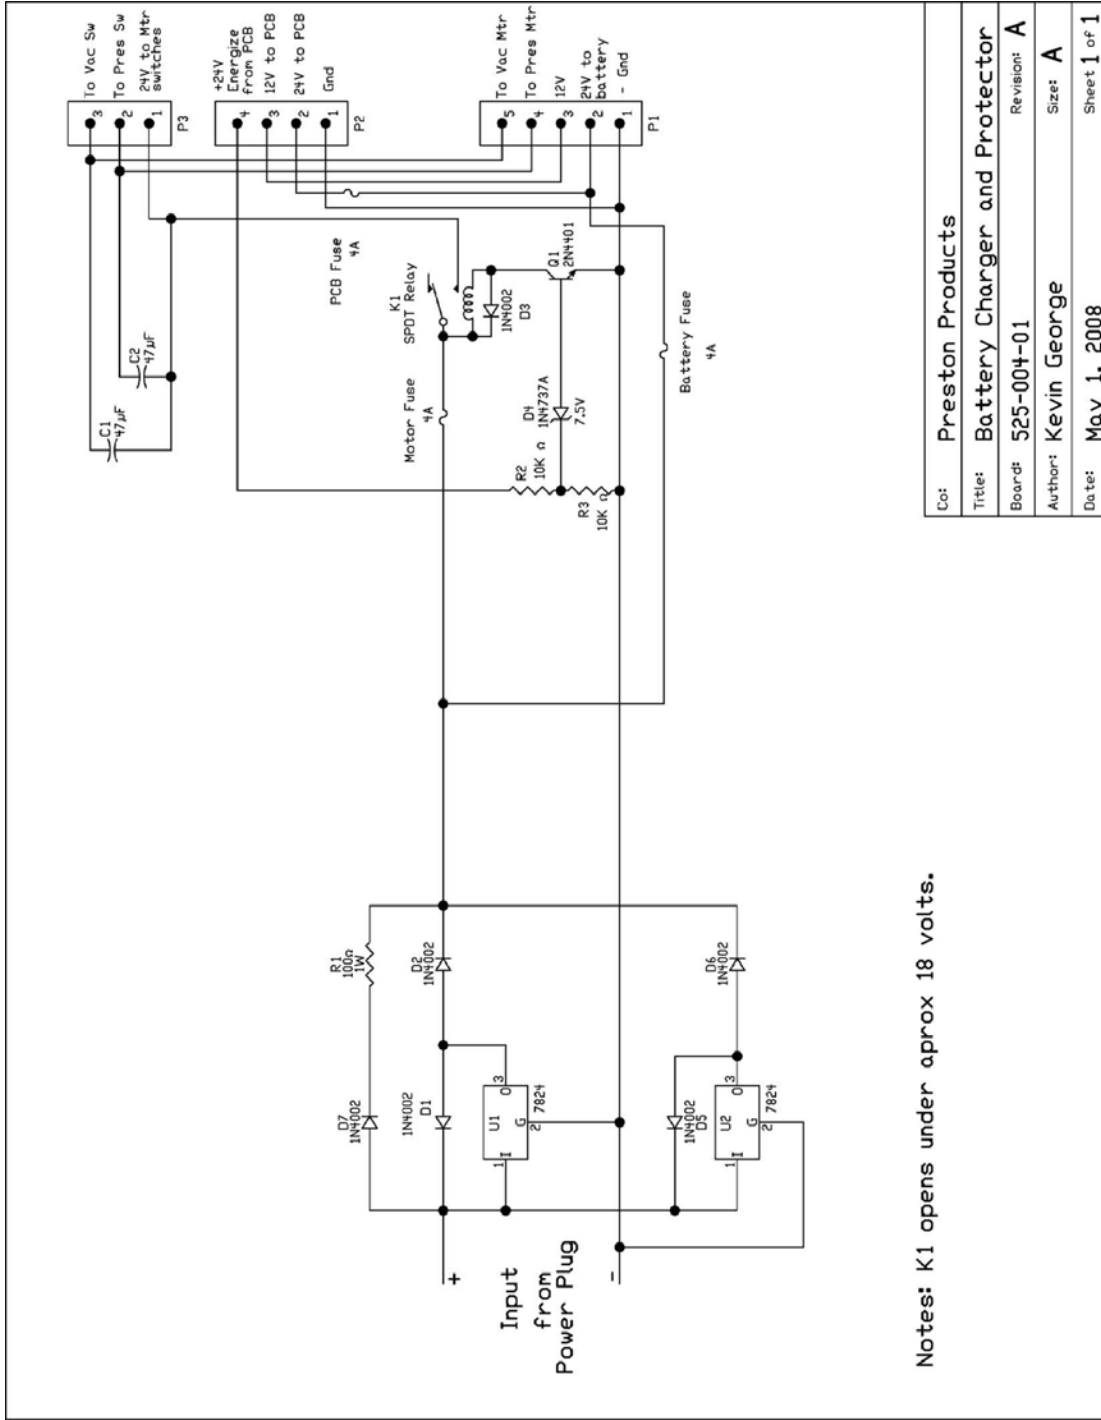 To Vac Sw
To Pres Sw
24V to Mtr
switches
3
2
1
P3
+24V
Energize
from PCB
12V to PCB
24V to PCB
Gnd
4
3
2
1
P2
To Vac Mtr
To Pres Mtr
12V
24V to
battery
- Gnd
5
4
3
2
1
P1
C1
47µF
C2
47µF
PCB Fuse
4A
K1
SPDT Relay
1N4002
D3
Q1
2N4401
Motor Fuse
4A
D4
1N4737A
7.5V
R2
10K Ω
R3
10K Ω
Battery Fuse
4A
R1
100Ω
1W
D7
1N4002
D2
1N4002
1N4002
D1
1 I
U1
O 3
G
2
7824
D6
1N4002
1N4002
D5
1 I
U2
O 3
G
2
7824
+
Input
from
Power Plug
-
Notes: K1 opens under aprox 18 volts.
Co: Preston Products
Title: Battery Charger and Protector
Board: 525-004-01 Revision: A
Author: Kevin George Size: A
Date: May 1, 2008 Sheet 1 of 1